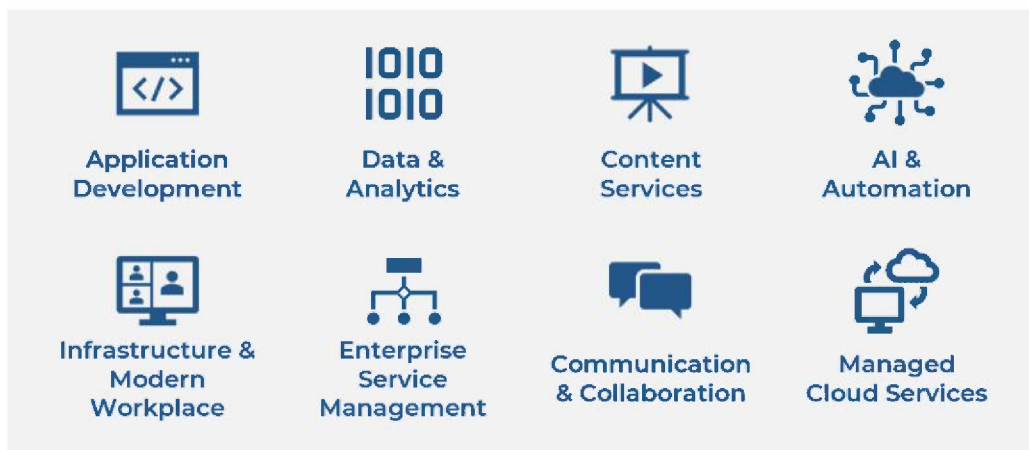 </>
1010
1010
Application
Development
Data &
Analytics
Content
Services
AI &
Automation
Infrastructure &
Modern
Workplace
Enterprise
Service
Management
Communication
& Collaboration
Managed
Cloud Services